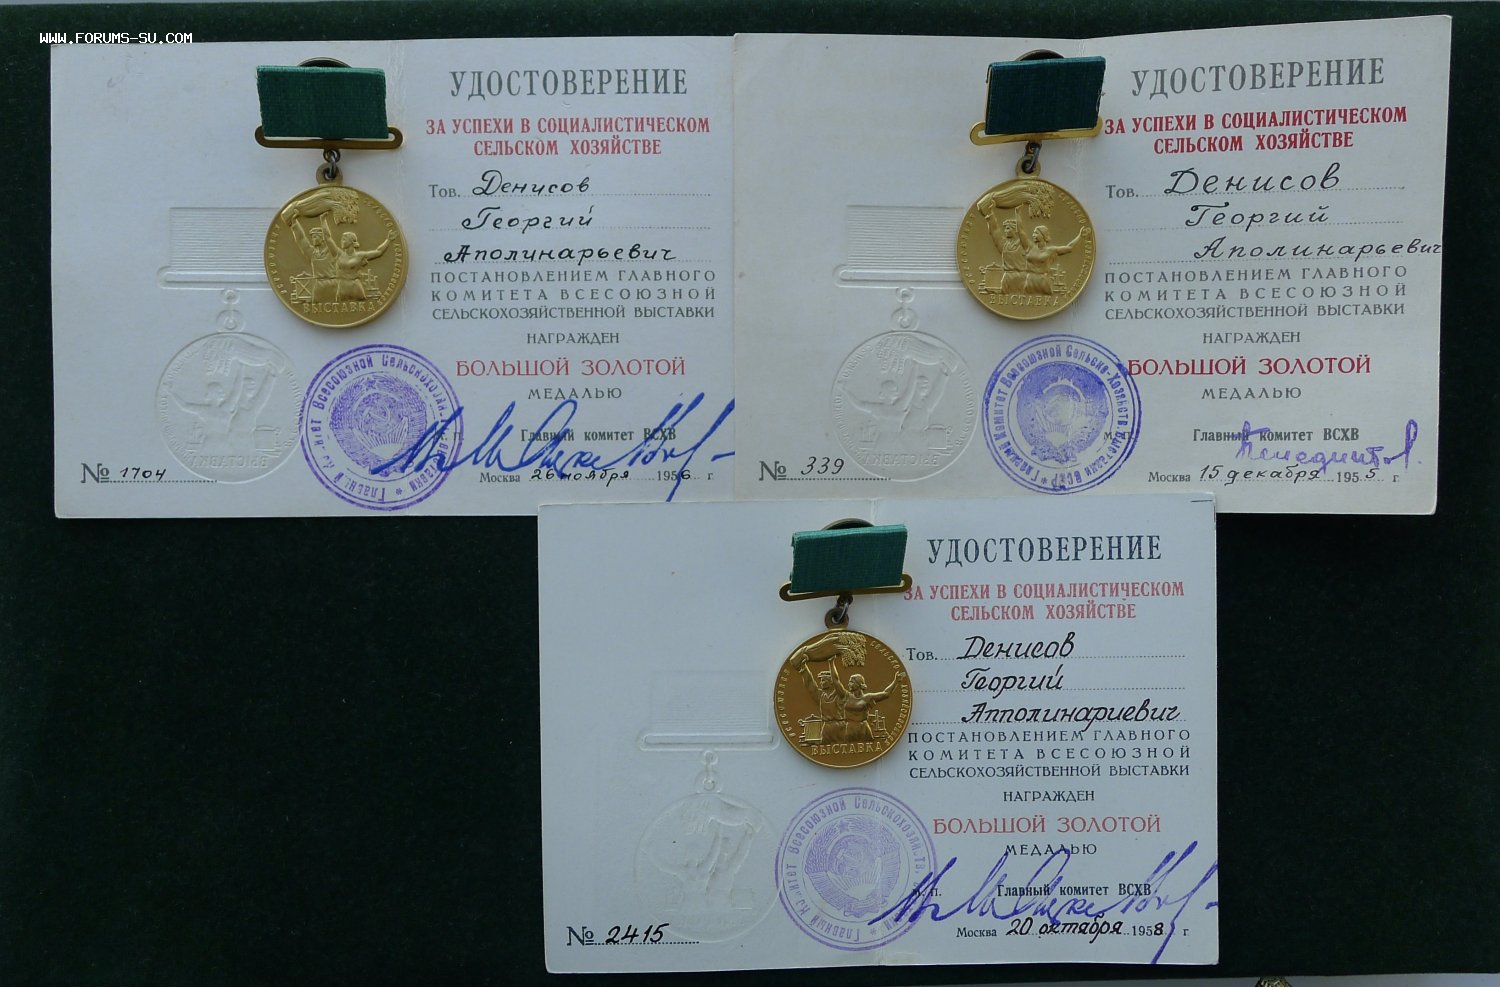 WWW.FORUMS-SU.COM
УДОСТОВЕРЕНИЕ
ЗА УСПЕХИ В СОЦИАЛИСТИЧЕСКОМ
СЕЛЬСКОМ ХОЗЯЙСТВЕ
Тов. Денисов
Георгий
Аполинарьевич
ПОСТАНОВЛЕНИЕМ ГЛАВНОГО
КОМИТЕТА ВСЕСОЮЗНОЙ
СЕЛЬСКОХОЗЯЙСТВЕННОЙ ВЫСТАВКИ
НАГРАЖДЕН
БОЛЬШОЙ ЗОЛОТОЙ
МЕДАЛЬЮ
Главный комитет ВСХВ
Москва 26 ноября 1956 г
№ 1704
ВЫСТАВКА
УДОСТОВЕРЕНИЕ
ЗА УСПЕХИ В СОЦИАЛИСТИЧЕСКОМ
СЕЛЬСКОМ ХОЗЯЙСТВЕ
Тов. Денисов
Георгий
Аполинарьевич
ПОСТАНОВЛЕНИЕМ ГЛАВНОГО
КОМИТЕТА ВСЕСОЮЗНОЙ
СЕЛЬСКОХОЗЯЙСТВЕННОЙ ВЫСТАВКИ
НАГРАЖДЕН
БОЛЬШОЙ ЗОЛОТОЙ
МЕДАЛЬЮ
Главный комитет ВСХВ
Москва 15 декабря 1955 г
№ 339
ВЫСТАВКА
УДОСТОВЕРЕНИЕ
ЗА УСПЕХИ В СОЦИАЛИСТИЧЕСКОМ
СЕЛЬСКОМ ХОЗЯЙСТВЕ
Тов. Денисов
Георгий
Апполинариевич
ПОСТАНОВЛЕНИЕМ ГЛАВНОГО
КОМИТЕТА ВСЕСОЮЗНОЙ
СЕЛЬСКОХОЗЯЙСТВЕННОЙ ВЫСТАВКИ
НАГРАЖДЕН
БОЛЬШОЙ ЗОЛОТОЙ
МЕДАЛЬЮ
Главный комитет ВСХВ
Москва 20 октября 1958 г
№ 2415
ВЫСТАВКА